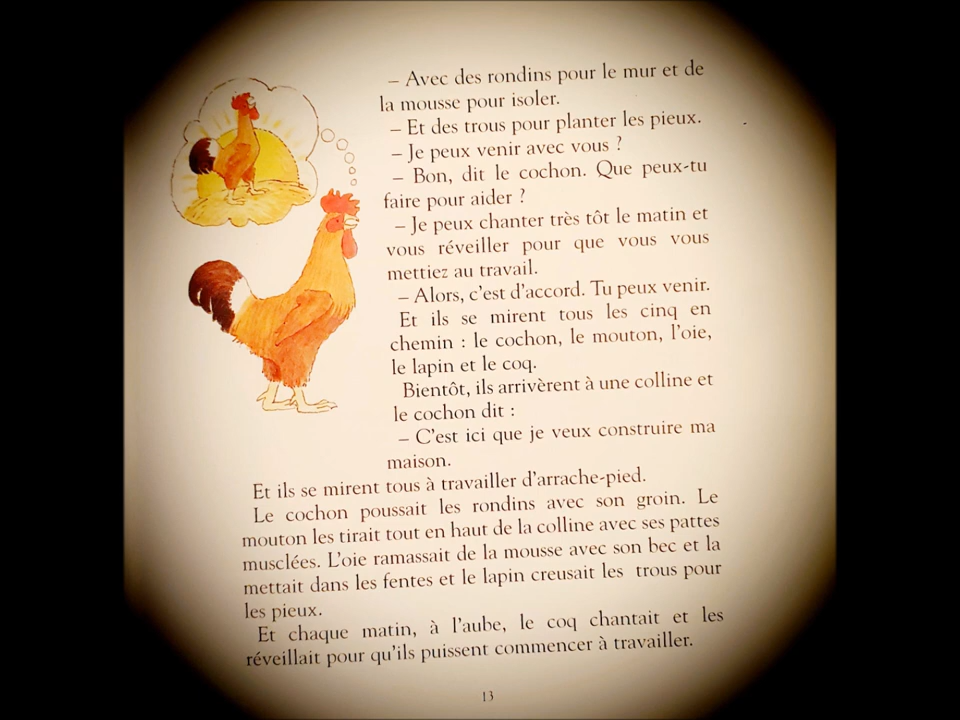 – Avec des rondins pour le mur et de
la mousse pour isoler.
– Et des trous pour planter les pieux.
– Je peux venir avec vous ?
– Bon, dit le cochon. Que peux-tu
faire pour aider ?
– Je peux chanter très tôt le matin et
vous réveiller pour que vous vous
mettiez au travail.
– Alors, c'est d'accord. Tu peux venir.
Et ils se mirent tous les cinq en
chemin : le cochon, le mouton, l'oie,
le lapin et le coq.
Bientôt, ils arrivèrent à une colline et
le cochon dit :
– C'est ici que je veux construire ma
maison.
Et ils se mirent tous à travailler d'arrache-pied.
Le cochon poussait les rondins avec son groin. Le
mouton les tirait tout en haut de la colline avec ses pattes
musclées. L'oie ramassait de la mousse avec son bec et la
mettait dans les fentes et le lapin creusait les trous pour
les pieux.
Et chaque matin, à l'aube, le coq chantait et les
réveillait pour qu'ils puissent commencer à travailler.
13